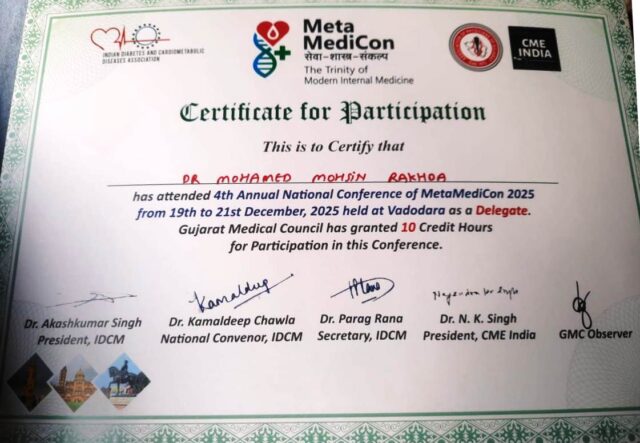 INDIAN DIABETES AND CARDIOMETABOLIC
DISEASES ASSOCIATION
Meta
MediCon
सेवा-शास्त्र-संकल्प
The Trinity of
Modern Internal Medicine
CME
INDIA
Certificate for Participation
This is to Certify that
DR MOHAMED MOHSIN RAKHDA
has attended 4th Annual National Conference of MetaMediCon 2025
from 19th to 21st December, 2025 held at Vadodara as a Delegate.
Gujarat Medical Council has granted 10 Credit Hours
for Participation in this Conference.
Kamaldeep
Dr. Akashkumar Singh
President, IDCM
Dr. Kamaldeep Chawla
National Convenor, IDCM
Dr. Parag Rana
Secretary, IDCM
Dr. N. K. Singh
President, CME India
GMC Observer